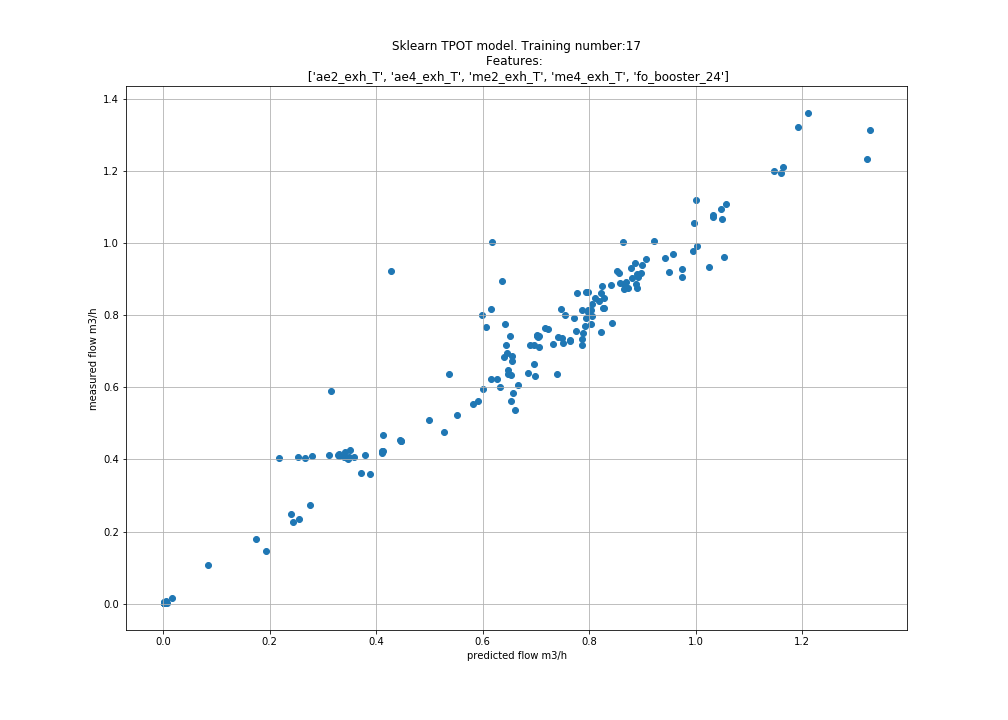 Sklearn TPOT model. Training number:17
Features:
['ae2_exh_T', 'ae4_exh_T', 'me2_exh_T', 'me4_exh_T', 'fo_booster_24']
1.4
1.2
1.0
0.8
0.6
0.4
0.2
0.0
measured flow m3/h
0.0 0.2 0.4 0.6 0.8 1.0 1.2
predicted flow m3/h